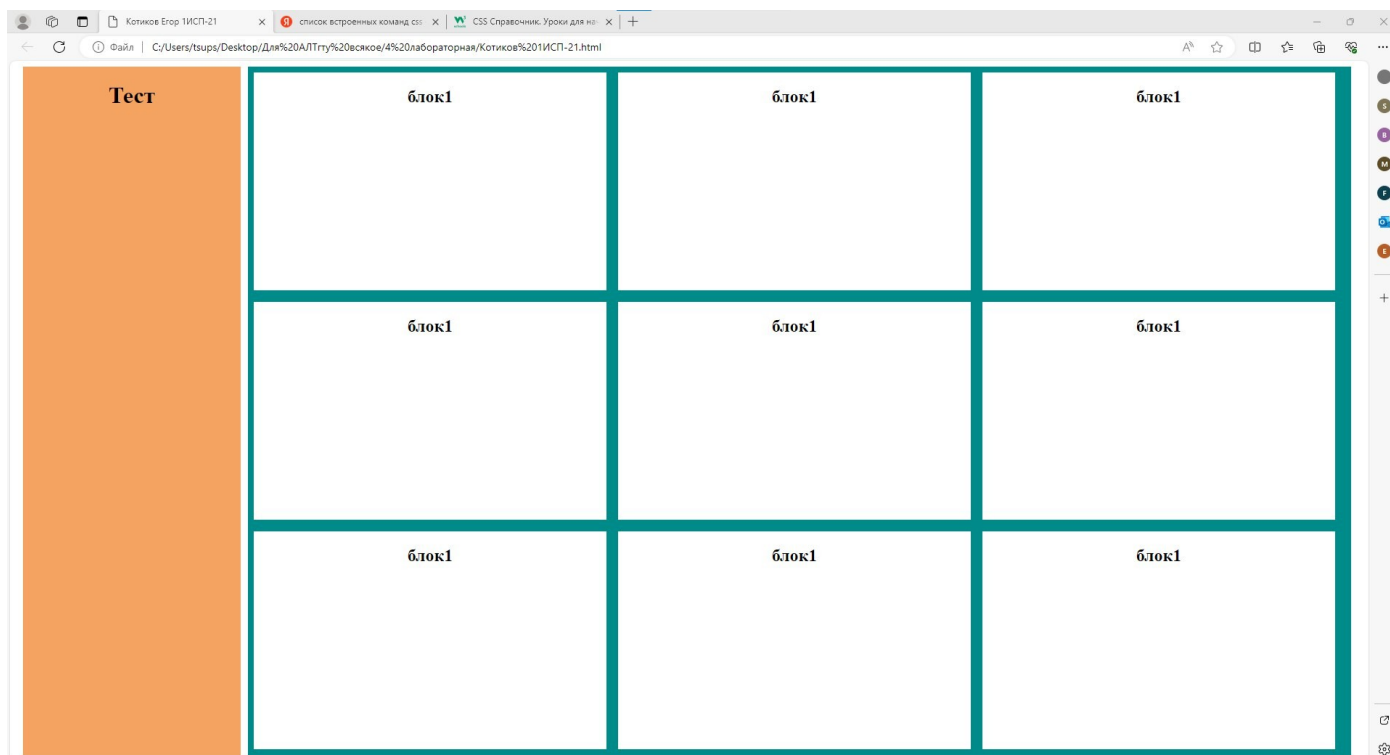 Котиков Егор 1ИСП-21
список встроенных команд css
CSS Справочник. Уроки для на
Файл | C:/Users/tsups/Desktop/Для%20АЛТгту%20всякое/4%20лабораторная/Котиков%201ИСП-21.html
Тест
блок1 блок1 блок1
блок1 блок1 блок1
блок1 блок1 блок1